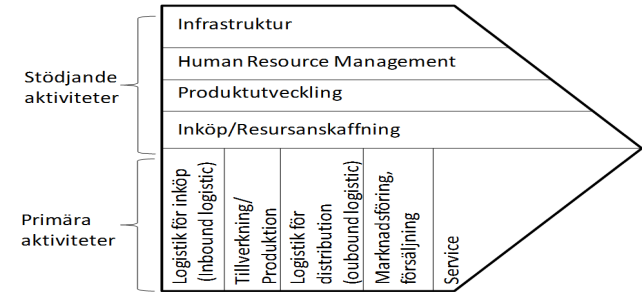 Infrastruktur
Human Resource Management
Stödjande
aktiviteter
Produktutveckling
Inköp/Resursanskaffning
Primära
aktiviteter
Logistik för inköp
(Inbound logistic)
Tillverkning/
Produktion
Logistik för
distribution
(oubound logistic)
Marknadsföring,
försäljning
Service